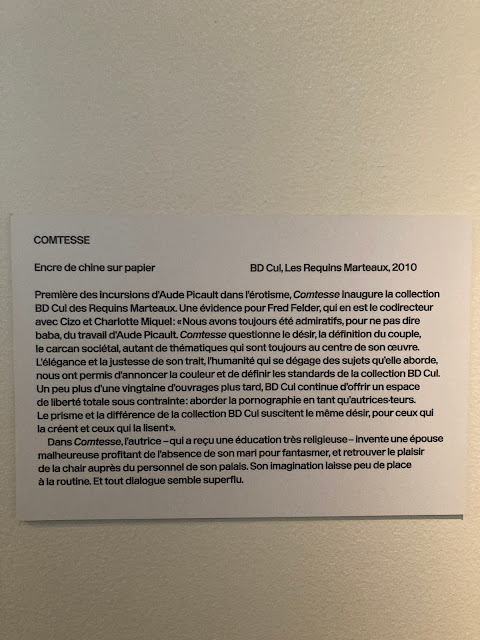 COMTESSE
Encre de chine sur papier
BD Cul, Les Requins Marteaux, 2010
Première des incursions d'Aude Picault dans l'érotisme, Comtesse inaugure la collection
BD Cul des Requins Marteaux. Une évidence pour Fred Felder, qui en est le codirecteur
avec Cizo et Charlotte Miquel : « Nous avons toujours été admiratifs, pour ne pas dire
baba, du travail d'Aude Picault. Comtesse questionne le désir, la définition du couple,
le carcan sociétal, autant de thématiques qui sont toujours au centre de son œuvre.
L'élégance et la justesse de son trait, l'humanité qui se dégage des sujets qu'elle aborde,
nous ont permis d'annoncer la couleur et de définir les standards de la collection BD Cul.
Un peu plus d'une vingtaine d'ouvrages plus tard, BD Cul continue d'offrir un espace
de liberté totale sous contrainte : aborder la pornographie en tant qu'autrices·teurs.
Le prisme et la différence de la collection BD Cul suscitent le même désir, pour ceux qui
la créent et ceux qui la lisent ».
Dans Comtesse, l'autrice – qui a reçu une éducation très religieuse – invente une épouse
malheureuse profitant de l'absence de son mari pour fantasmer, et retrouver le plaisir
de la chair auprès du personnel de son palais. Son imagination laisse peu de place
à la routine. Et tout dialogue semble superflu.